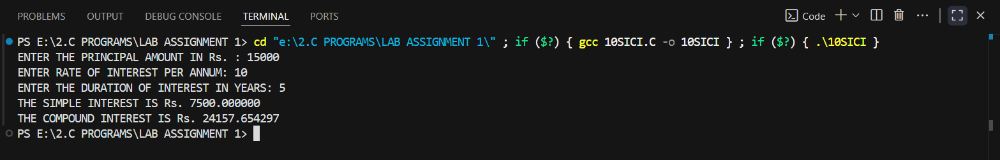 PROBLEMS OUTPUT DEBUG CONSOLE TERMINAL PORTS Code
PS E:\2.C PROGRAMS\LAB ASSIGNMENT 1> cd "e:\2.C PROGRAMS\LAB ASSIGNMENT 1\" ; if ($?) { gcc 10SICI.C -o 10SICI } ; if ($?) { .\10SICI }
ENTER THE PRINCIPAL AMOUNT IN Rs. : 15000
ENTER RATE OF INTEREST PER ANNUM: 10
ENTER THE DURATION OF INTEREST IN YEARS: 5
THE SIMPLE INTEREST IS Rs. 7500.000000
THE COMPOUND INTEREST IS Rs. 24157.654297
PS E:\2.C PROGRAMS\LAB ASSIGNMENT 1>